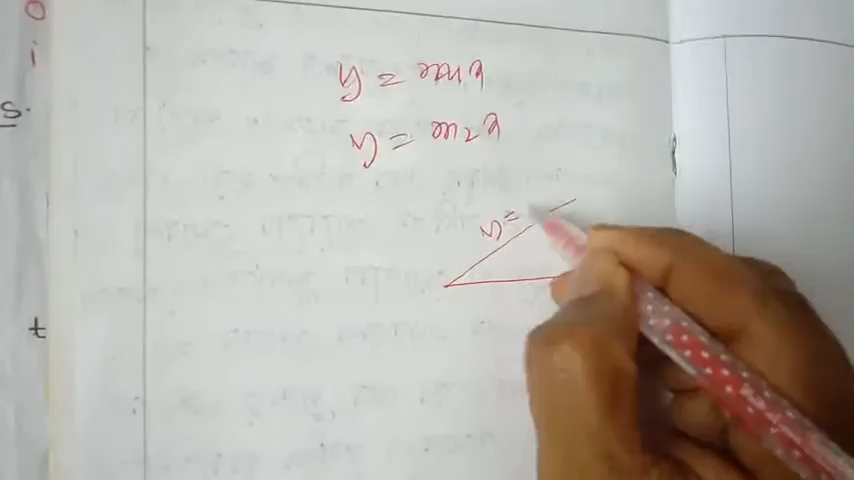 y = m1x
y = m2x
y =
o
i
s.
t